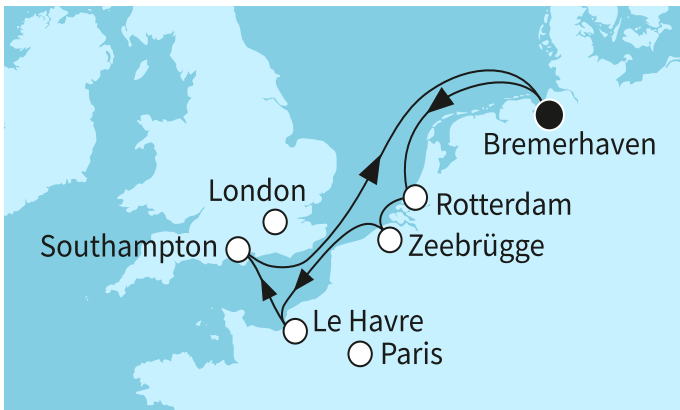 Bremerhaven
London
Rotterdam
Southampton
Zeebrügge
Le Havre
Paris